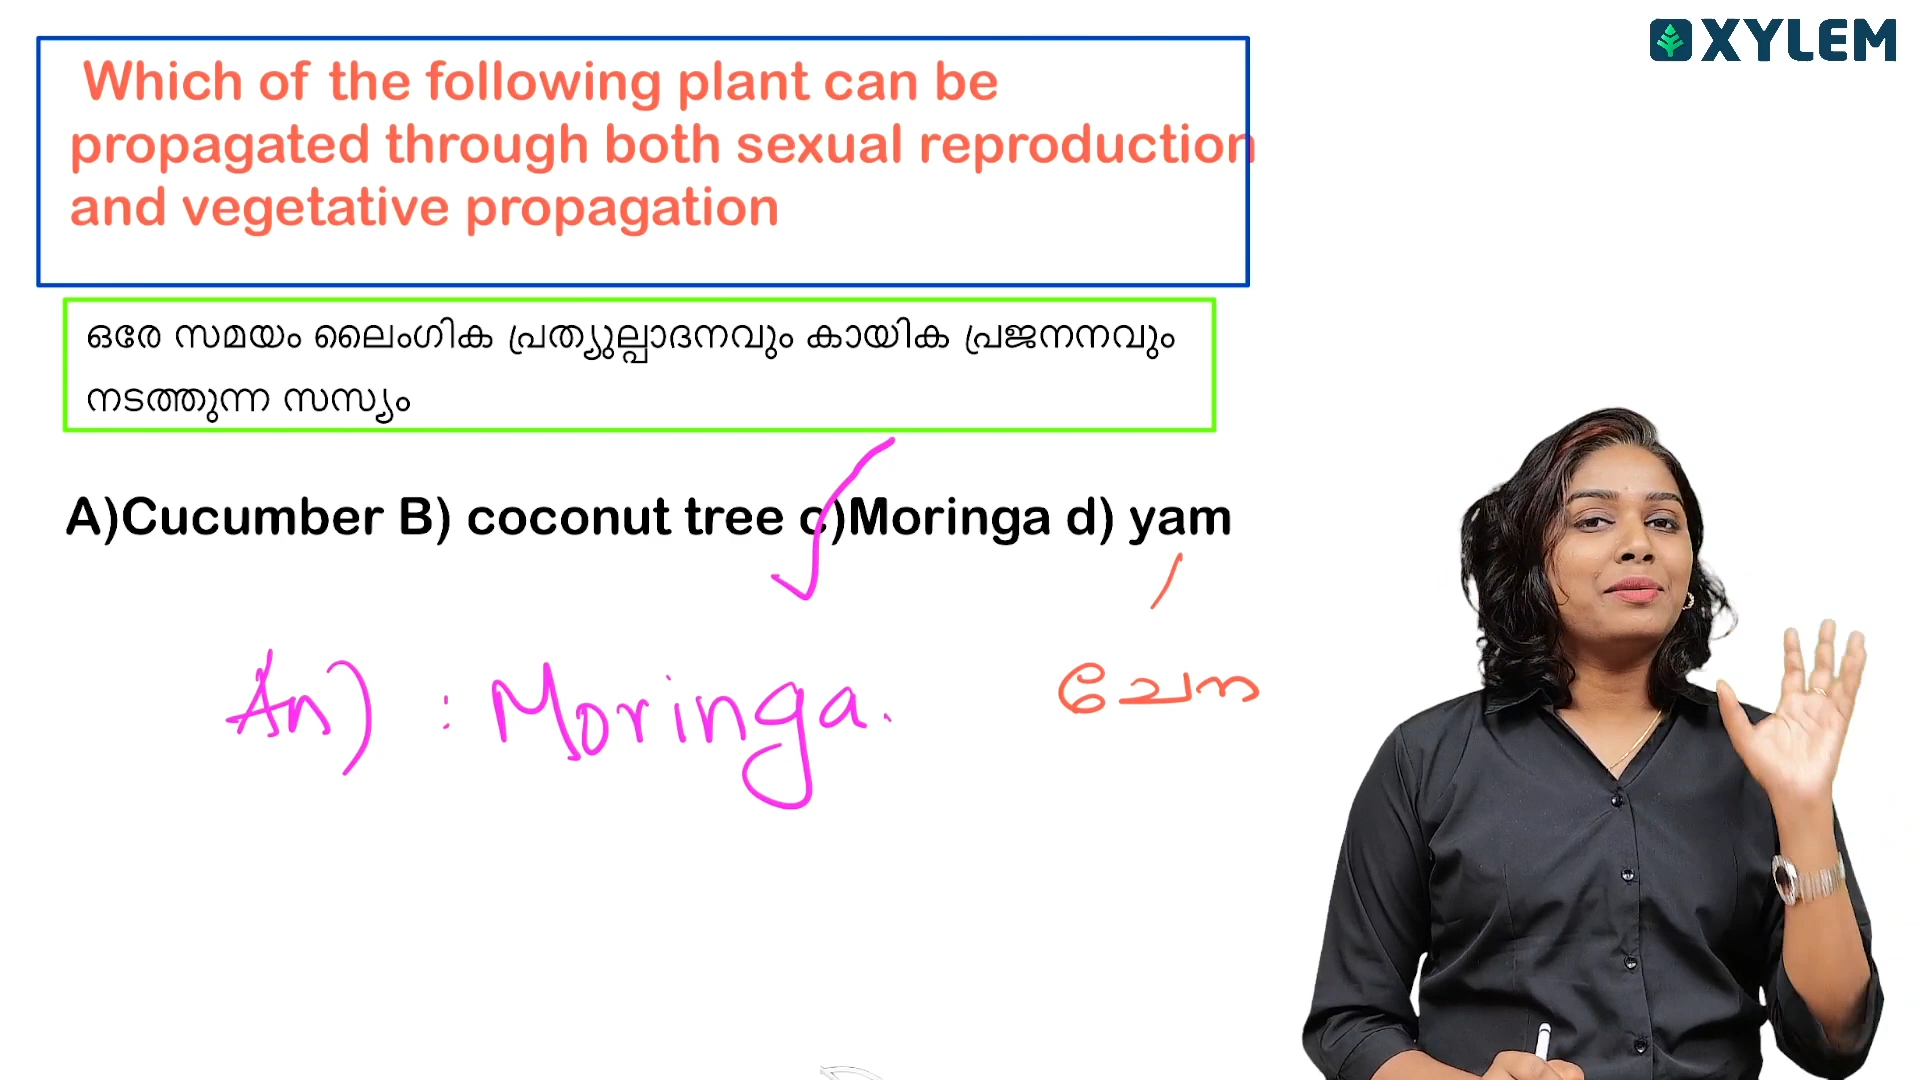 XYLEM
Which of the following plant can be
propagated through both sexual reproduction
and vegetative propagation
ഒരേ സമയം ലൈംഗിക പ്രത്യുല്പാദനവും കായിക പ്രജനനവും
നടത്തുന്ന സസ്യം
A)Cucumber B) coconut tree c)Moringa d) yam
An) : Moringa.
ചേന